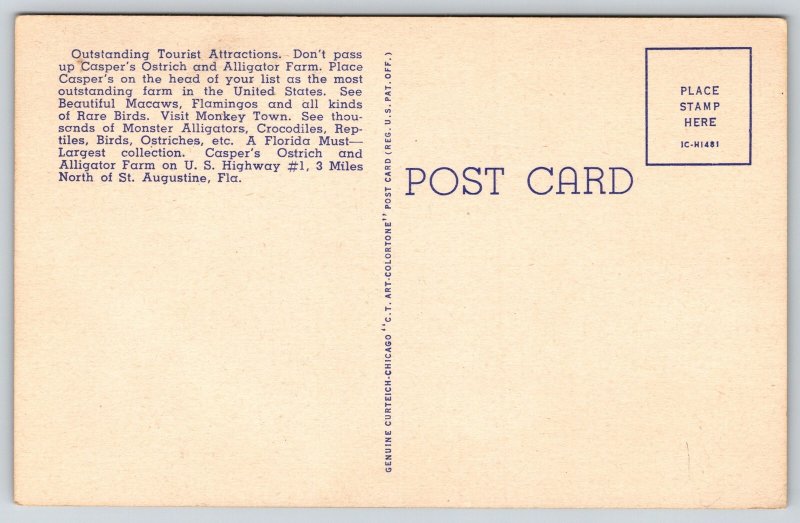 Outstanding Tourist Attractions. Don't pass
up Casper's Ostrich and Alligator Farm. Place
Casper's on the head of your list as the most
outstanding farm in the United States. See
Beautiful Macaws, Flamingos and all kinds
of Rare Birds. Visit Monkey Town. See thou-
sands of Monster Alligators, Crocodiles, Rep-
tiles, Birds, Ostriches, etc. A Florida Must—
Largest collection. Casper's Ostrich and
Alligator Farm on U. S. Highway #1, 3 Miles
North of St. Augustine, Fla.
GENUINE CURTEICH-CHICAGO "C.T. ART-COLORTONE" POST CARD (REG. U.S. PAT. OFF.)
POST CARD
PLACE
STAMP
HERE
1C-H1481